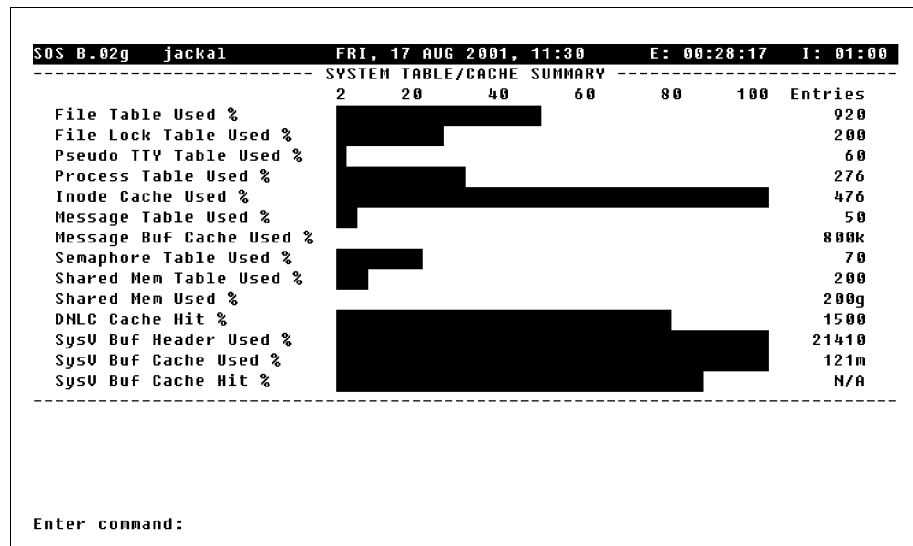 SOS B.02g jackal FRI, 17 AUG 2001, 11:30 E: 00:28:17 I: 01:00
-------------------------- SYSTEM TABLE/CACHE SUMMARY --------------------------
2 20 40 60 80 100 Entries
File Table Used % 920
File Lock Table Used % 200
Pseudo TTY Table Used % 60
Process Table Used % 276
Inode Cache Used % 476
Message Table Used % 50
Message Buf Cache Used % 800k
Semaphore Table Used % 70
Shared Mem Table Used % 200
Shared Mem Used % 200g
DNLC Cache Hit % 1500
SysV Buf Header Used % 21410
SysV Buf Cache Used % 121m
SysV Buf Cache Hit % N/A
--------------------------------------------------------------------------------
Enter command: